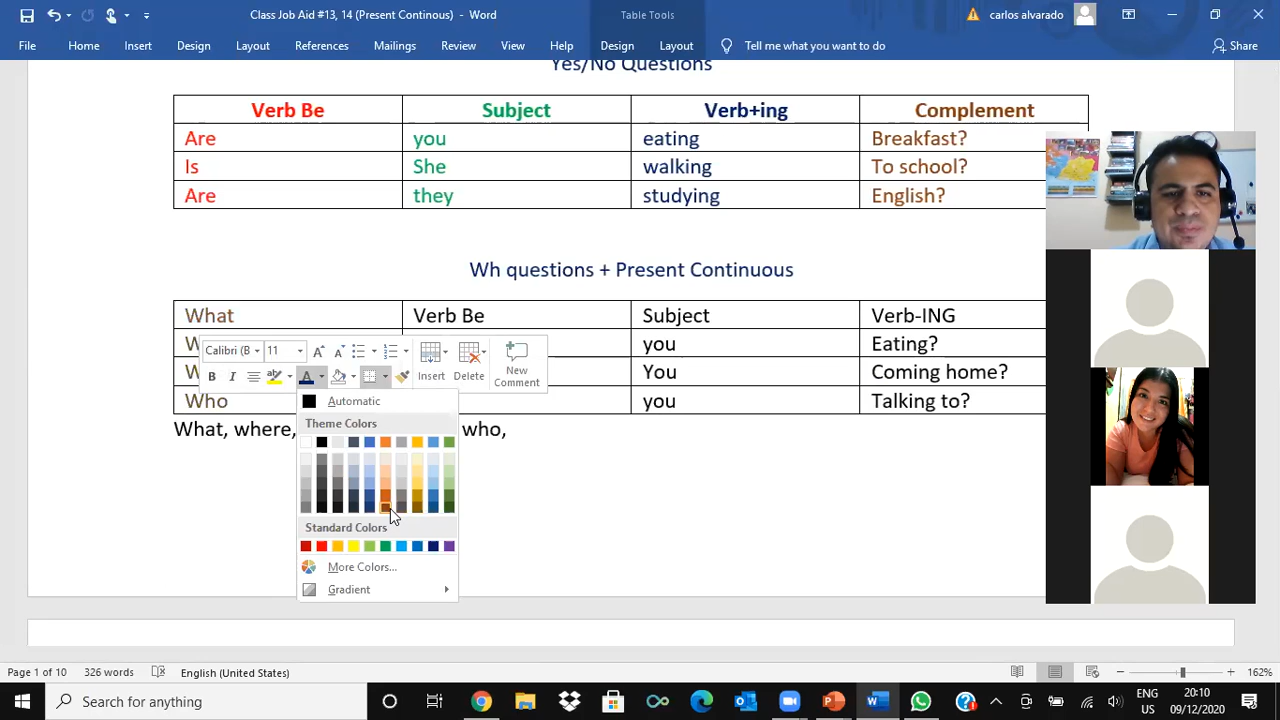 Class Job Aid #13, 14 (Present Continous) - Word
Table Tools
carlos alvarado
File Home Insert Design Layout References Mailings Review View Help Design Layout Tell me what you want to do Share
Yes/No Questions
Verb Be Subject Verb+ing Complement
Are you eating Breakfast?
Is She walking To school?
Are they studying English?
Wh questions + Present Continuous
What Verb Be Subject Verb-ING
you Eating?
You Coming home?
Who you Talking to?
What, where, who,
Calibri (B 11
Insert Delete New Comment
Automatic
Theme Colors
Standard Colors
More Colors...
Gradient
Page 1 of 10 326 words English (United States) 162%
Search for anything
ENG 20:10
US 09/12/2020